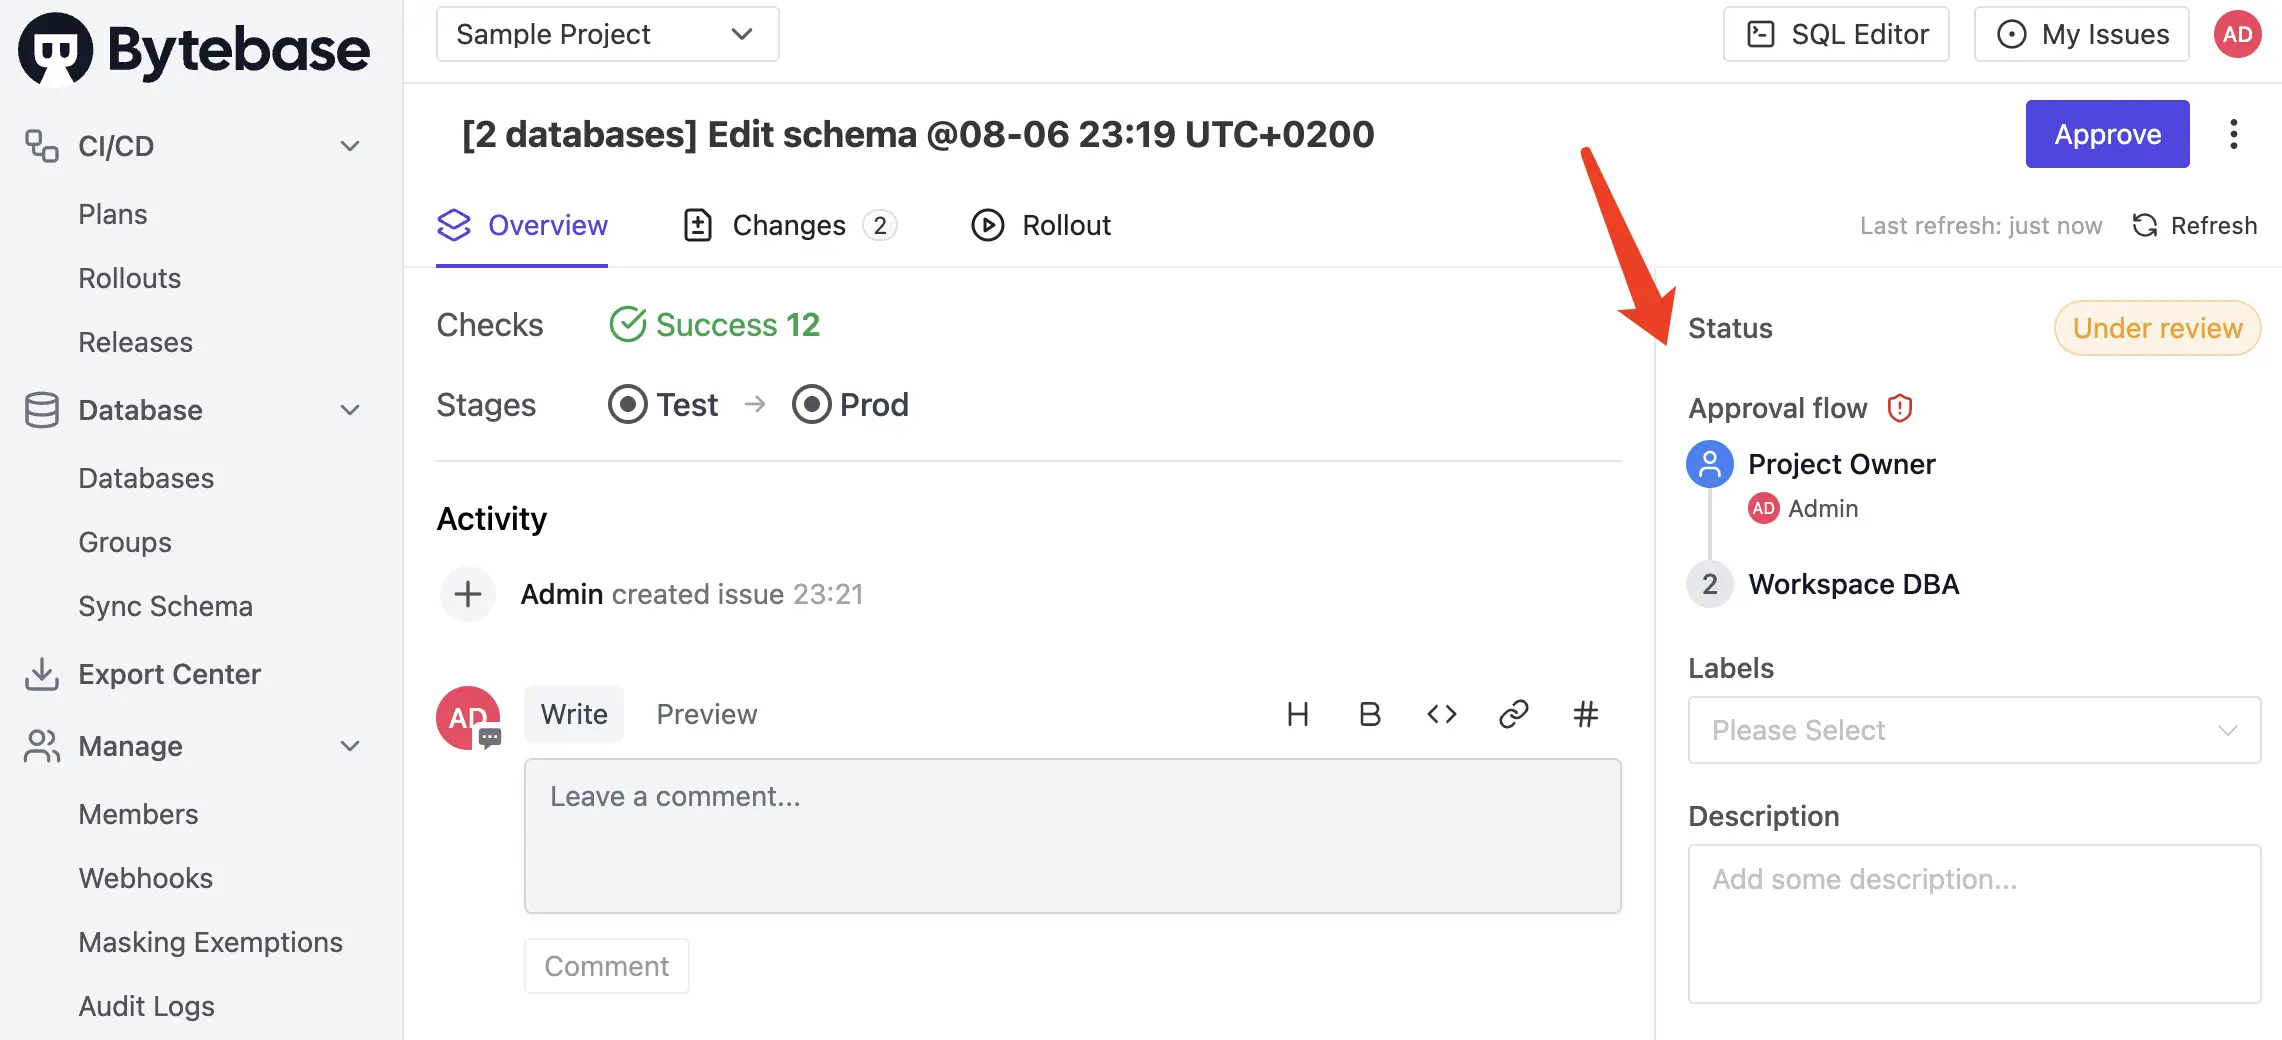 Bytebase
CI/CD
Plans
Rollouts
Releases
Database
Databases
Groups
Sync Schema
Export Center
Manage
Members
Webhooks
Masking Exemptions
Audit Logs
Sample Project
SQL Editor
My Issues
AD
[2 databases] Edit schema @08-06 23:19 UTC+0200
Approve
Overview
Changes 2
Rollout
Last refresh: just now
Refresh
Checks
Success 12
Stages
Test → Prod
Activity
Admin created issue 23:21
AD
Write
Preview
H B <> #
Leave a comment...
Comment
Status
Under review
Approval flow
Project Owner
AD Admin
2 Workspace DBA
Labels
Please Select
Description
Add some description...